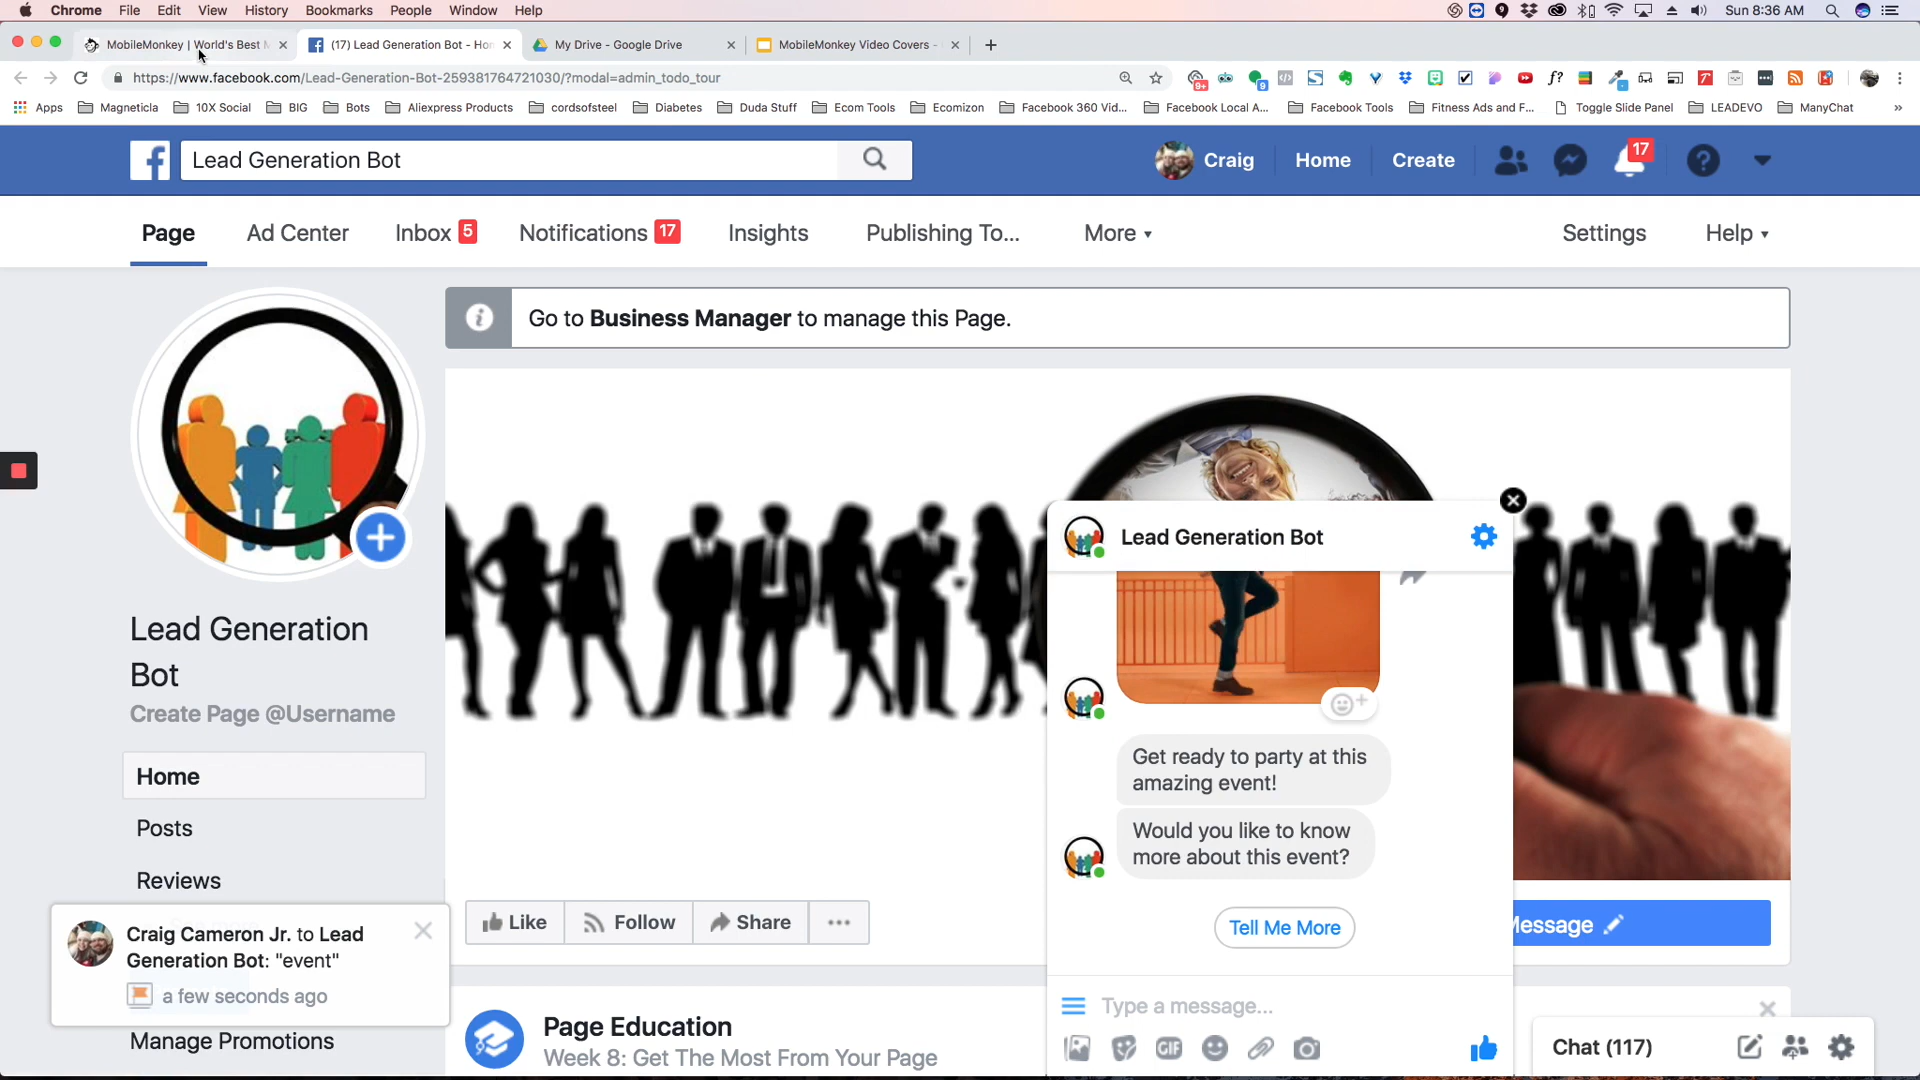 Chrome File Edit View History Bookmarks People Window Help 9 Sun 8:36 AM
MobileMonkey | World's Best M (17) Lead Generation Bot - Hom My Drive - Google Drive MobileMonkey Video Covers -
https://www.facebook.com/Lead-Generation-Bot-259381764721030/?modal=admin_todo_tour 9+ 9 f?
Apps Magneticla 10X Social BIG Bots Aliexpress Products cordsofsteel Diabetes Duda Stuff Ecom Tools Ecomizon Facebook 360 Vid... Facebook Local A... Facebook Tools Fitness Ads and F... Toggle Slide Panel LEADEVO ManyChat »
Lead Generation Bot Craig Home Create 17
Page Ad Center Inbox 5 Notifications 17 Insights Publishing To... More Settings Help
Go to Business Manager to manage this Page.
Lead Generation
Bot
Create Page @Username
Home
Posts
Reviews
Craig Cameron Jr. to Lead
Generation Bot: "event"
a few seconds ago
Manage Promotions
Like Follow Share ...
Message
Page Education
Week 8: Get The Most From Your Page
Lead Generation Bot
Get ready to party at this
amazing event!
Would you like to know
more about this event?
Tell Me More
Type a message...
GIF
Chat (117)